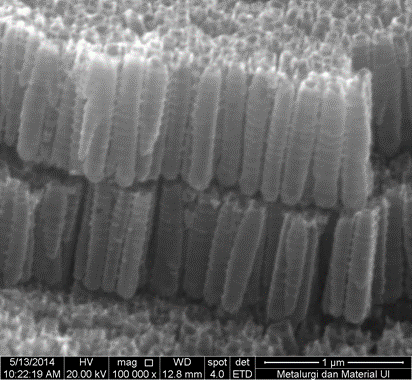 5/13/2014 HV mag □ WD spot det 1 µm
10:22:19 AM 20.00 kV 100 000 x 12.8 mm 4.0 ETD Metalurgi dan Material UI